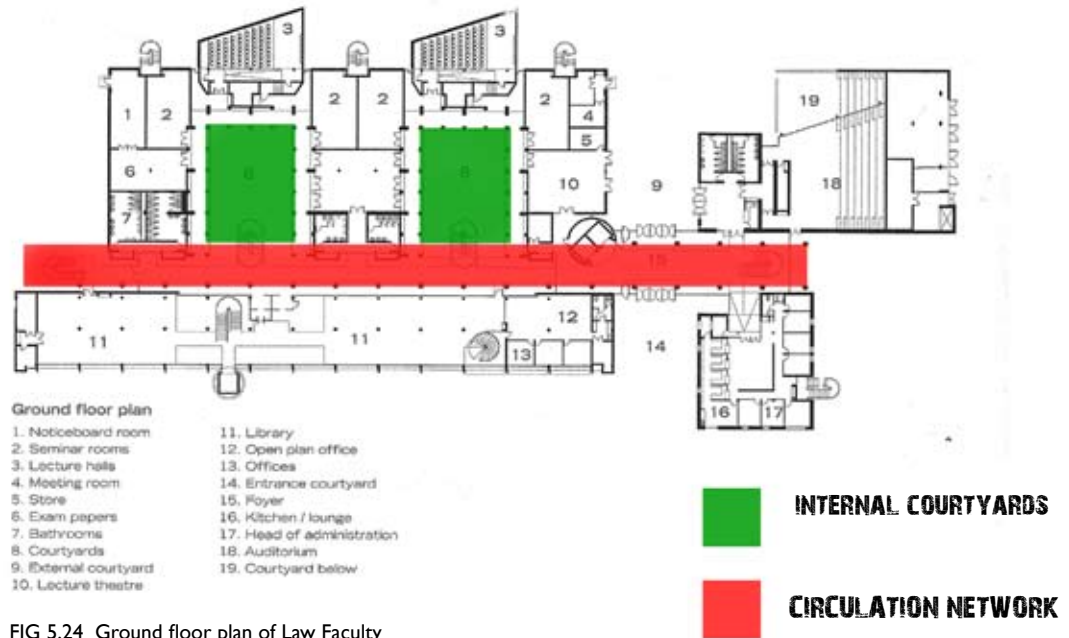 3
3
1
2
2
2
2
4
5
6
8
8
10
7
9
19
18
15
11
11
12
13
14
16
17
Ground floor plan
1. Noticeboard room
2. Seminar rooms
3. Lecture halls
4. Meeting room
5. Store
6. Exam papers
7. Bathrooms
8. Courtyards
9. External courtyard
10. Lecture theatre
11. Library
12. Open plan office
13. Offices
14. Entrance courtyard
15. Foyer
16. Kitchen / lounge
17. Head of administration
18. Auditorium
19. Courtyard below
INTERNAL COURTYARDS
CIRCULATION NETWORK
FIG 5.24 Ground floor plan of Law Faculty